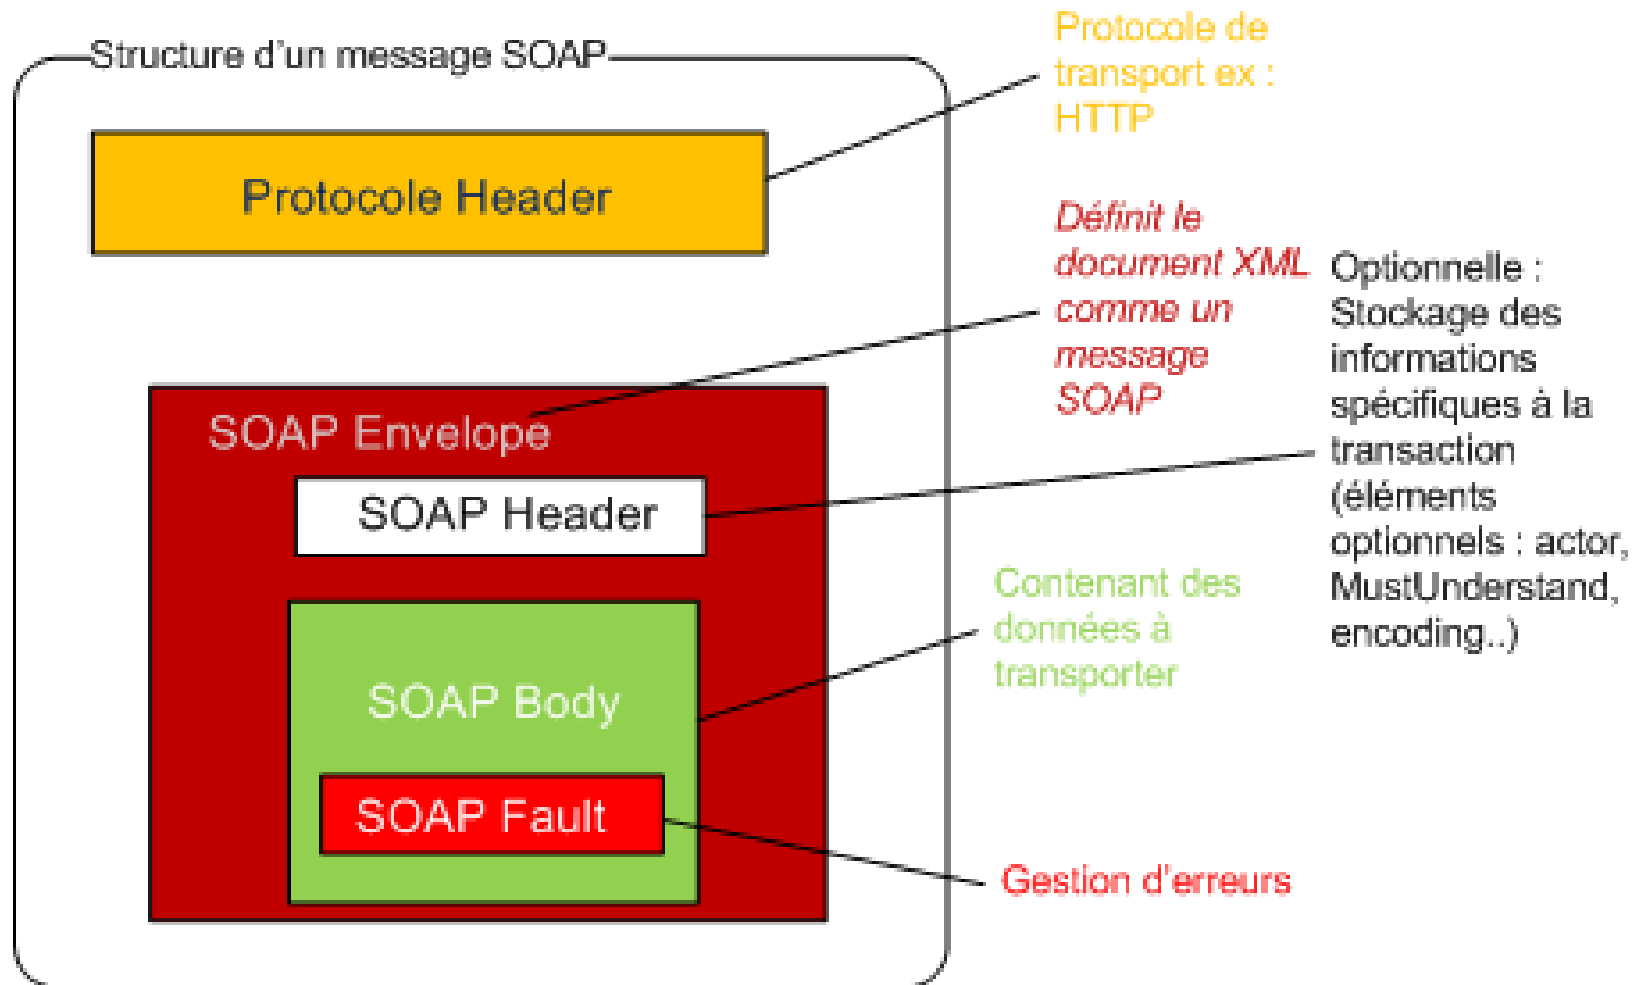 Structure d'un message SOAP
Protocole de
transport ex :
HTTP
Protocole Header
Définit le
document XML
comme un
message
SOAP
Optionnelle :
Stockage des
informations
spécifiques à la
transaction
(éléments
optionnels : actor,
MustUnderstand,
encoding..)
SOAP Envelope
SOAP Header
Contenant des
données à
transporter
SOAP Body
SOAP Fault
Gestion d'erreurs